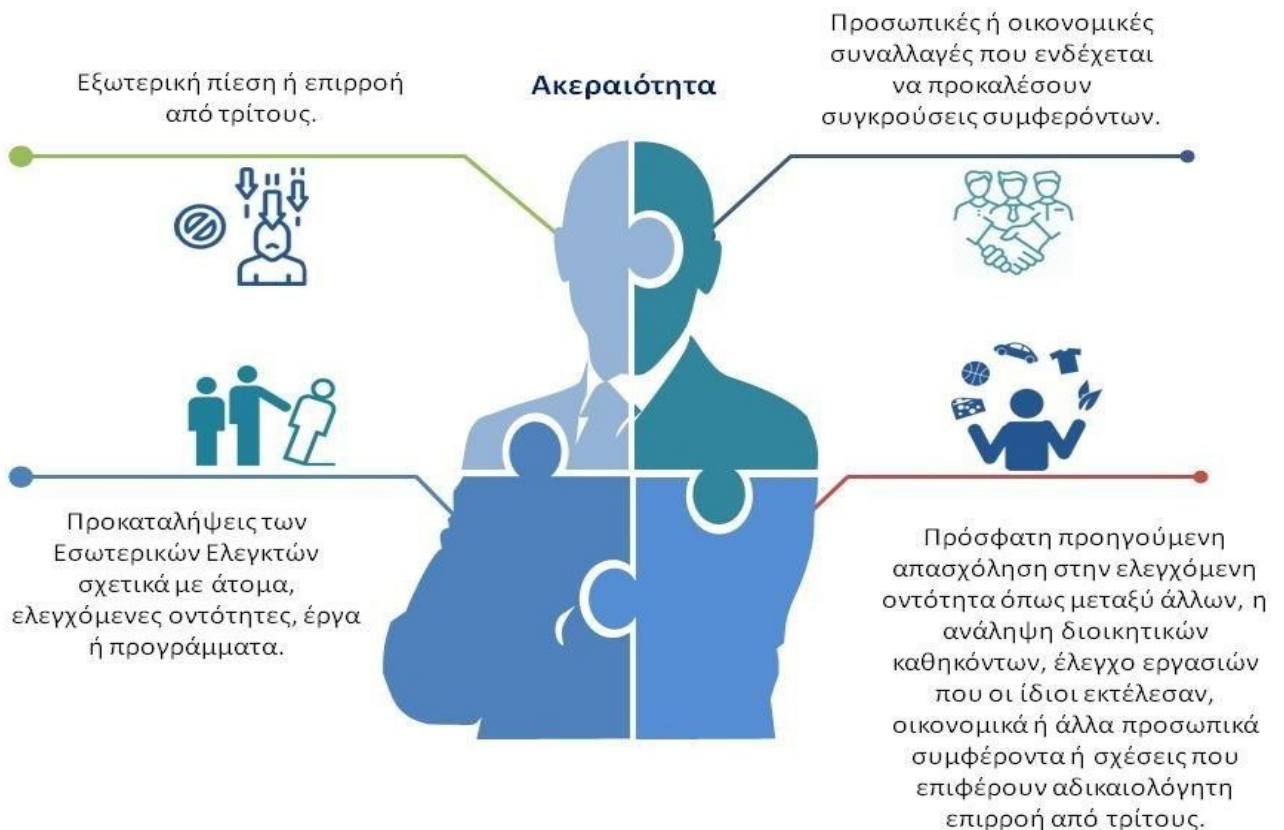 Ακεραιότητα
Εξωτερική πίεση ή επιρροή
από τρίτους.
Προσωπικές ή οικονομικές
συναλλαγές που ενδέχεται
να προκαλέσουν
συγκρούσεις συμφερόντων.
Προκαταλήψεις των
Εσωτερικών Ελεγκτών
σχετικά με άτομα,
ελεγχόμενες οντότητες, έργα
ή προγράμματα.
Πρόσφατη προηγούμενη
απασχόληση στην ελεγχόμενη
οντότητα όπως μεταξύ άλλων, η
ανάληψη διοικητικών
καθηκόντων, έλεγχο εργασιών
που οι ίδιοι εκτέλεσαν,
οικονομικά ή άλλα προσωπικά
συμφέροντα ή σχέσεις που
επιφέρουν αδικαιολόγητη
επιρροή από τρίτους.